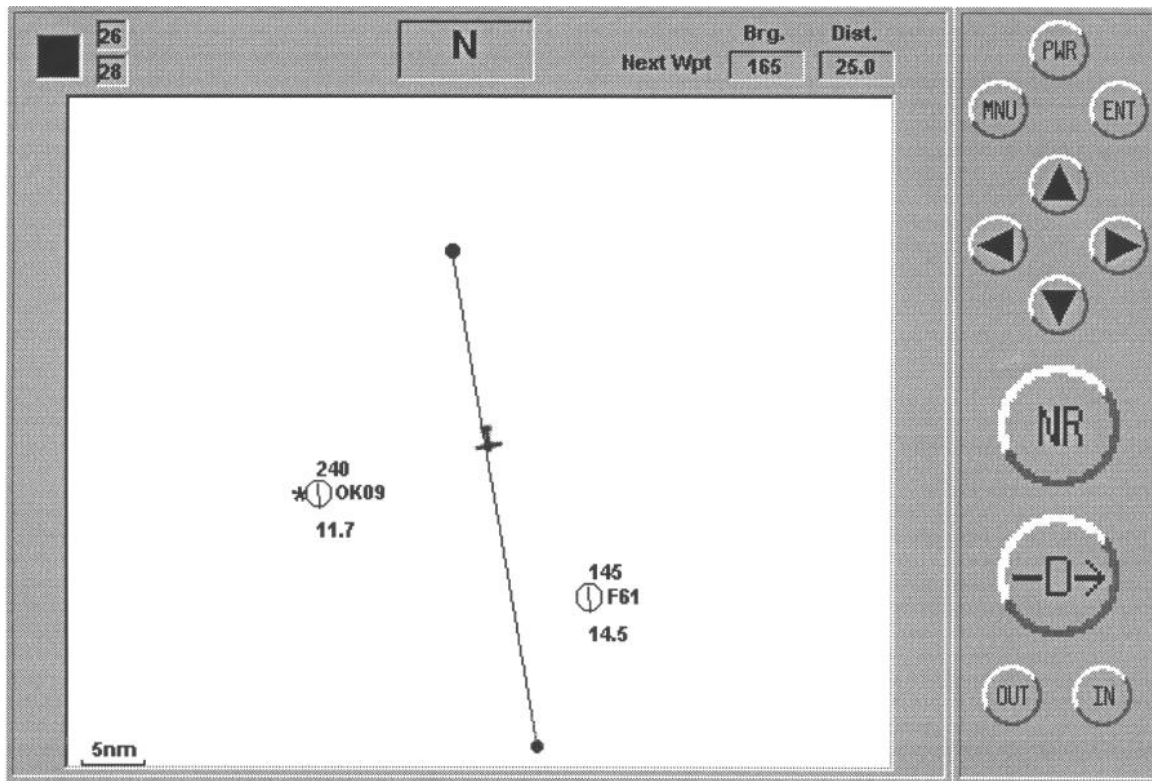 26
28
N
Brg. Dist.
Next Wpt 165 25.0
240
*OK09
11.7
145
F61
14.5
5nm
PWR
MNU ENT
NR
D
OUT IN